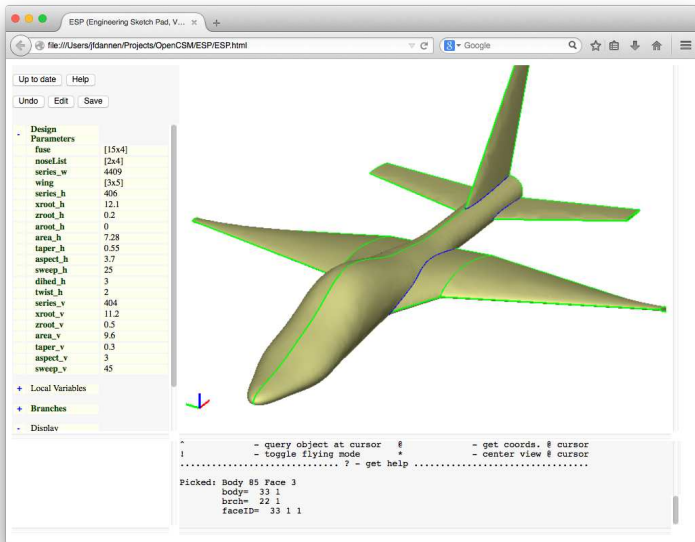 ESP (Engineering Sketch Pad, V...
file:///Users/jfdannen/Projects/OpenCSM/ESP/ESP.html
Google
Up to date Help
Undo Edit Save
- Design Parameters
fuse [15x4]
noseList [2x4]
series_w 4409
wing [3x5]
series_h 406
xroot_h 12.1
zroot_h 0.2
aroot_h 0
area_h 7.28
taper_h 0.55
aspect_h 3.7
sweep_h 25
dihed_h 3
twist_h 2
series_v 404
xroot_v 11.2
zroot_v 0.5
area_v 9.6
taper_v 0.3
aspect_v 3
sweep_v 45
+ Local Variables
+ Branches
- Display
^ - query object at cursor @ - get coords. @ cursor
! - toggle flying mode * - center view @ cursor
.............................. ? - get help .................................
Picked: Body 85 Face 3
body= 33 1
brch= 22 1
faceID= 33 1 1